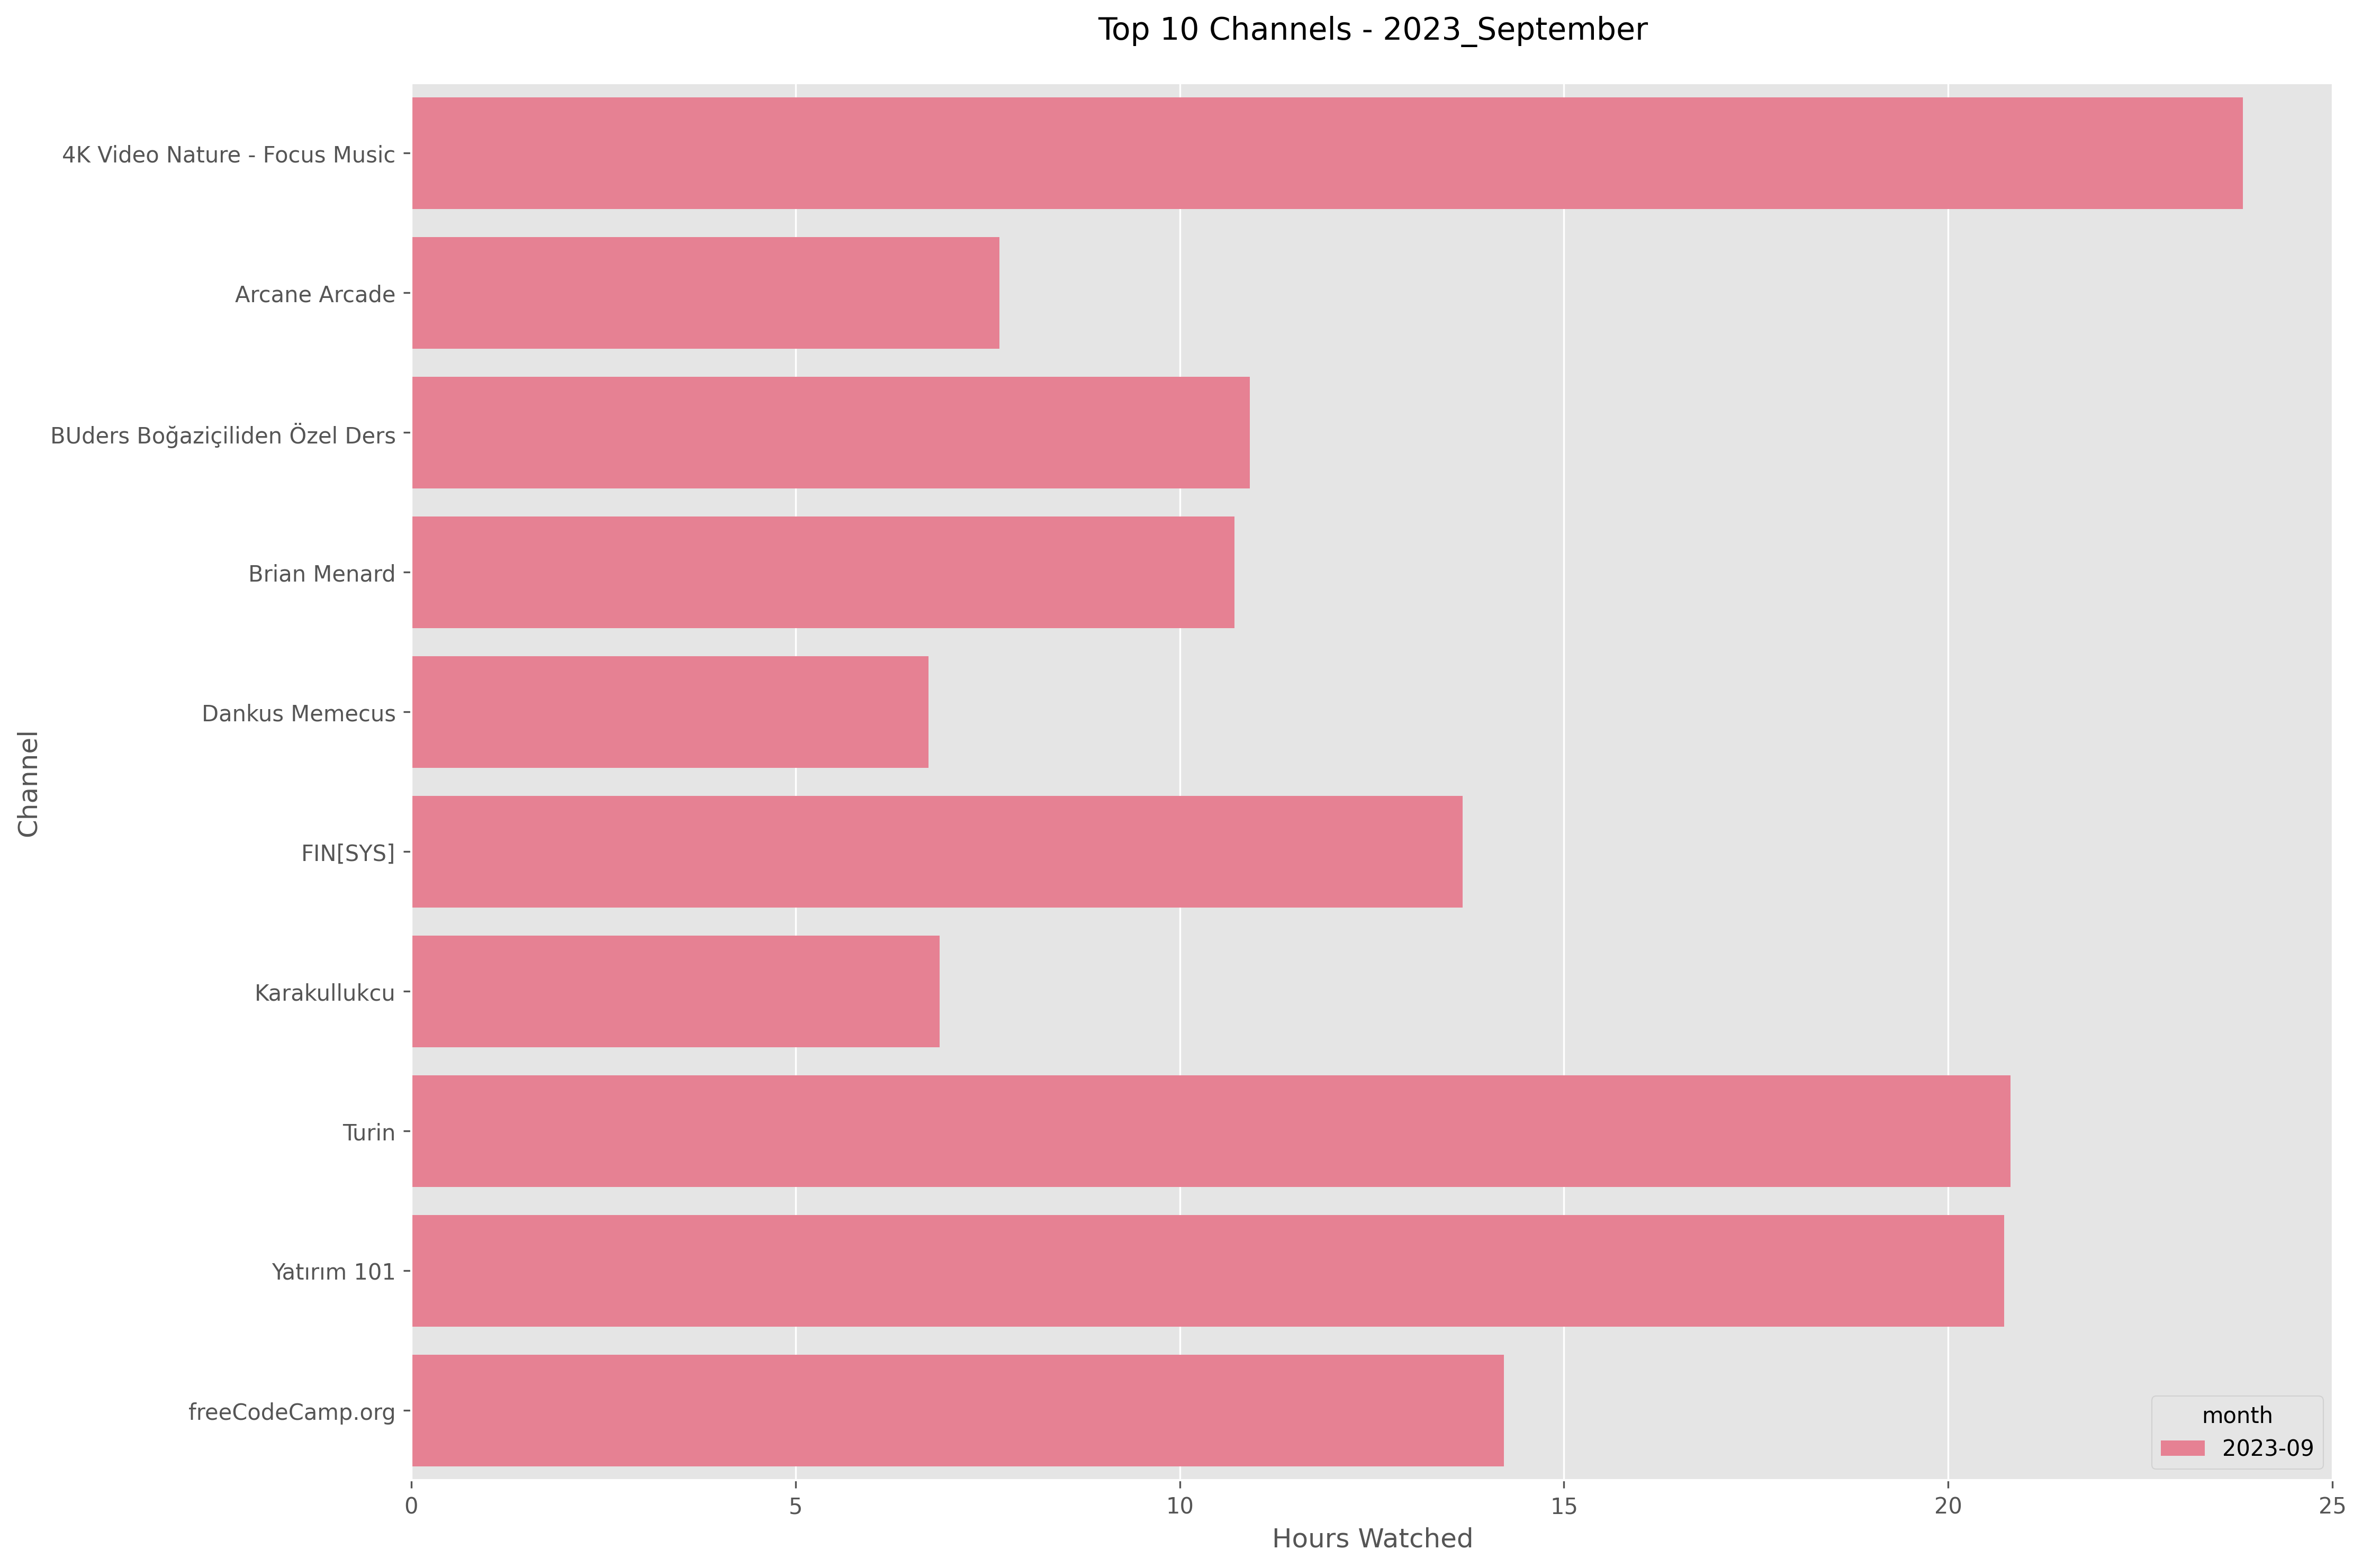 Top 10 Channels - 2023_September
Channel
4K Video Nature - Focus Music
Arcane Arcade
BUders Boğaziçiliden Özel Ders
Brian Menard
Dankus Memecus
FIN[SYS]
Karakullukcu
Turin
Yatırım 101
freeCodeCamp.org
month
2023-09
0 5 10 15 20 25
Hours Watched